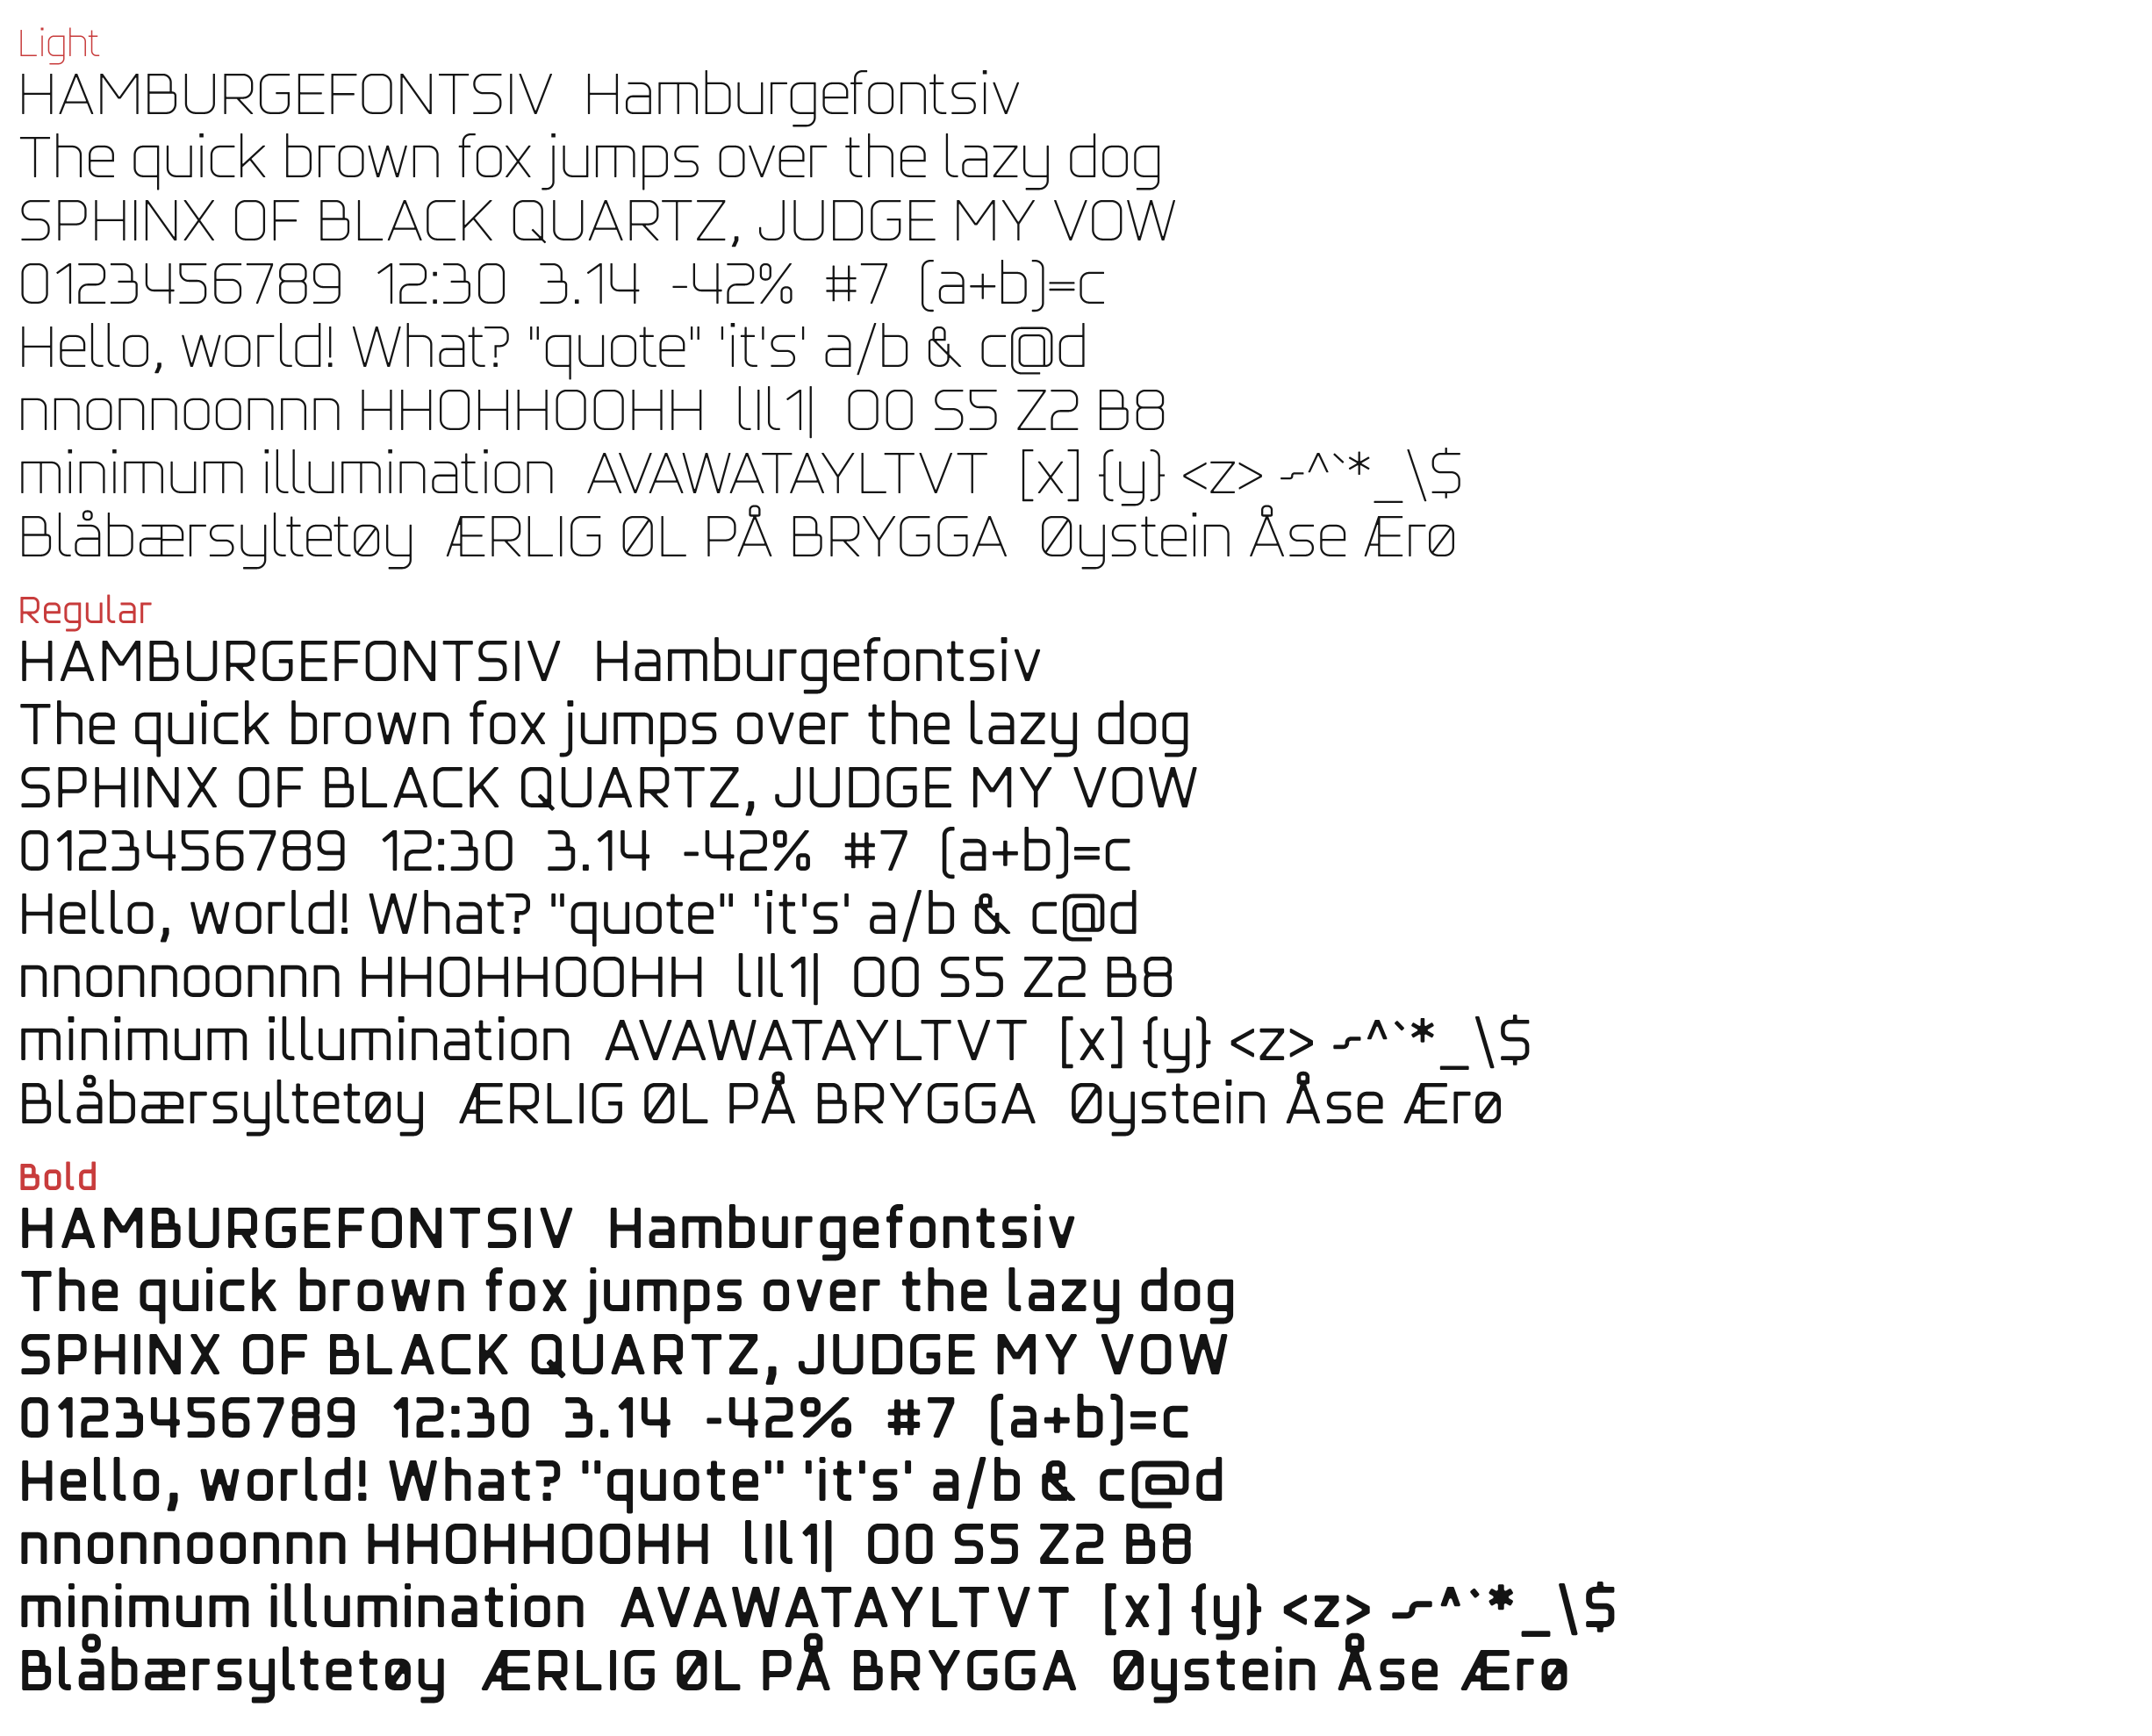 Light
HAMBURGEFONTSIV Hamburgefontsiv
The quick brown fox jumps over the lazy dog
SPHINX OF BLACK QUARTZ, JUDGE MY VOW
0123456789 12:30 3.14 -42% #7 (a+b)=c
Hello, world! What? "quote" 'it's' a/b & c@d
nnonnoonnn HHOHHOOHH lIl1| OO S5 Z2 B8
minimum illumination AVAWATAYLTVT [x] {y} <z> ~^`*_\$
Blåbærsyltetøy ÆRLIG ØL PÅ BRYGGA Øystein Åse Ærø
Regular
HAMBURGEFONTSIV Hamburgefontsiv
The quick brown fox jumps over the lazy dog
SPHINX OF BLACK QUARTZ, JUDGE MY VOW
0123456789 12:30 3.14 -42% #7 (a+b)=c
Hello, world! What? "quote" 'it's' a/b & c@d
nnonnoonnn HHOHHOOHH lIl1| OO S5 Z2 B8
minimum illumination AVAWATAYLTVT [x] {y} <z> ~^`*_\$
Blåbærsyltetøy ÆRLIG ØL PÅ BRYGGA Øystein Åse Ærø
Bold
HAMBURGEFONTSIV Hamburgefontsiv
The quick brown fox jumps over the lazy dog
SPHINX OF BLACK QUARTZ, JUDGE MY VOW
0123456789 12:30 3.14 -42% #7 (a+b)=c
Hello, world! What? "quote" 'it's' a/b & c@d
nnonnoonnn HHOHHOOHH lIl1| OO S5 Z2 B8
minimum illumination AVAWATAYLTVT [x] {y} <z> ~^`*_\$
Blåbærsyltetøy ÆRLIG ØL PÅ BRYGGA Øystein Åse Ærø